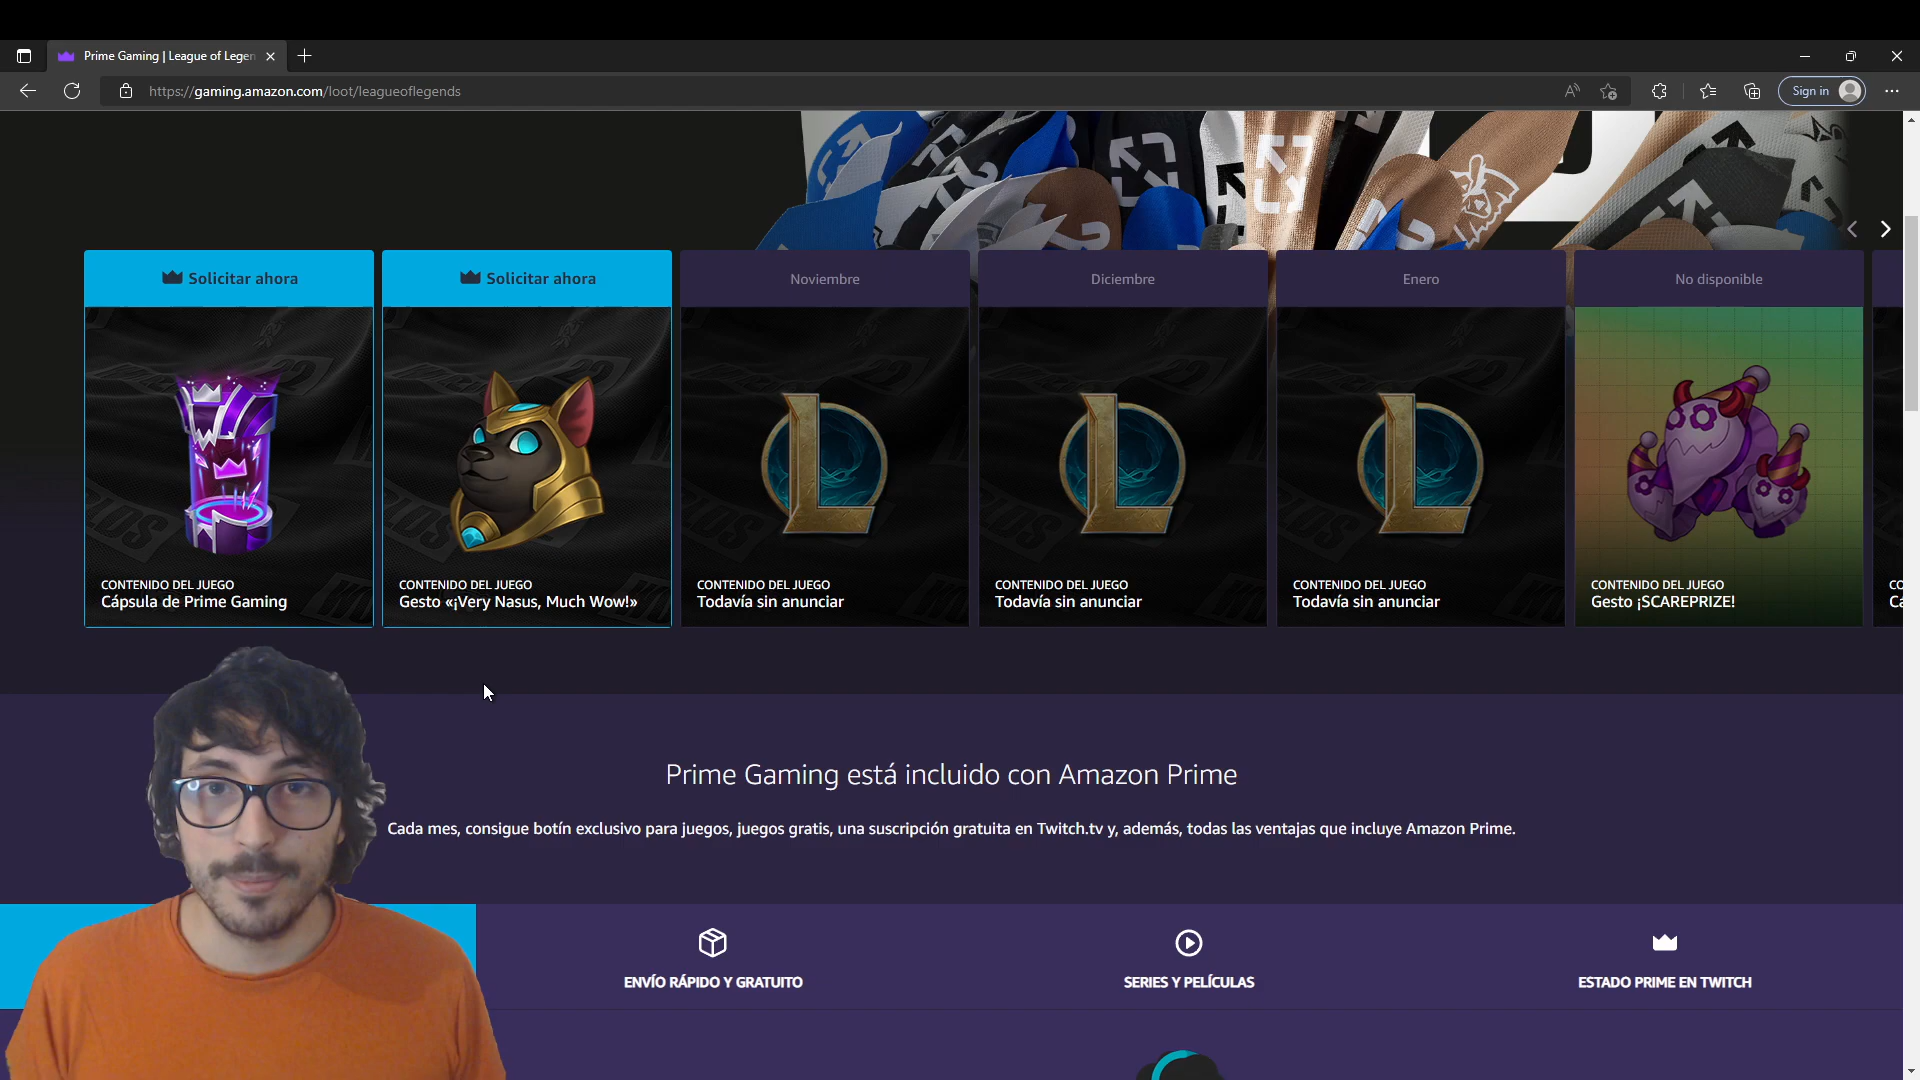 Prime Gaming | League of Legen
https://gaming.amazon.com/loot/leagueoflegends
Sign in
Solicitar ahora
Solicitar ahora
Noviembre
Diciembre
Enero
No disponible
CONTENIDO DEL JUEGO
Cápsula de Prime Gaming
CONTENIDO DEL JUEGO
Gesto «¡Very Nasus, Much Wow!»
CONTENIDO DEL JUEGO
Todavía sin anunciar
CONTENIDO DEL JUEGO
Todavía sin anunciar
CONTENIDO DEL JUEGO
Todavía sin anunciar
CONTENIDO DEL JUEGO
Gesto ¡SCAREPRIZE!
CO
Ca
Prime Gaming está incluido con Amazon Prime
Cada mes, consigue botín exclusivo para juegos, juegos gratis, una suscripción gratuita en Twitch.tv y, además, todas las ventajas que incluye Amazon Prime.
ENVÍO RÁPIDO Y GRATUITO
SERIES Y PELÍCULAS
ESTADO PRIME EN TWITCH